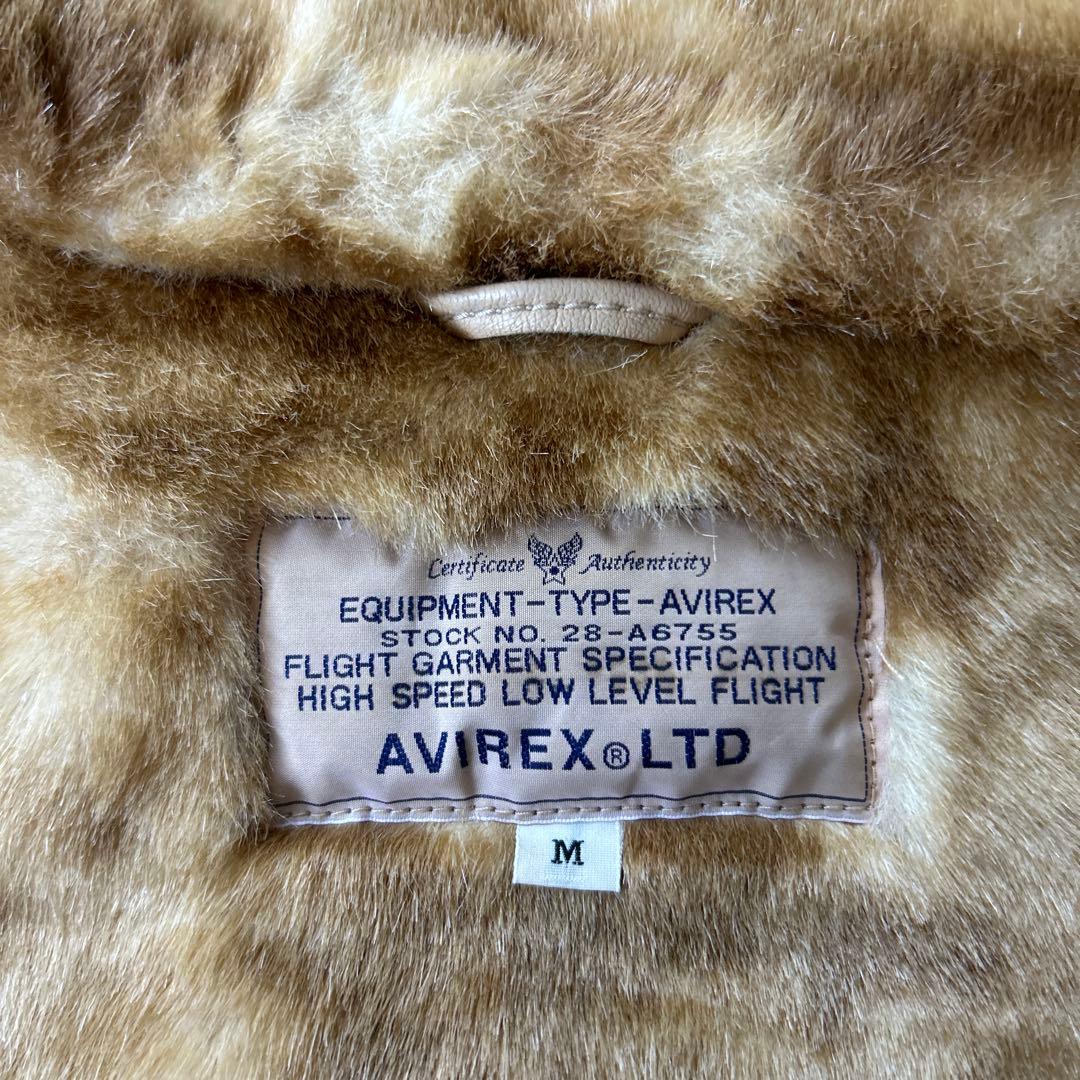 Certificate Authenticity
EQUIPMENT-TYPE-AVIREX
STOCK NO. 28-A6755
FLIGHT GARMENT SPECIFICATION
HIGH SPEED LOW LEVEL FLIGHT
AVIREX® LTD
M